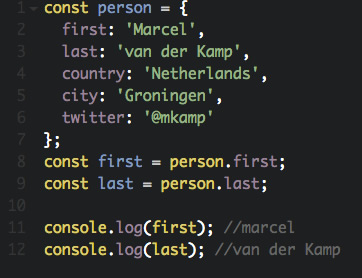 1 const person = {
2   first: 'Marcel',
3   last: 'van der Kamp',
4   country: 'Netherlands',
5   city: 'Groningen',
6   twitter: '@mkamp'
7 };
8 const first = person.first;
9 const last = person.last;
10
11 console.log(first); //marcel
12 console.log(last); //van der Kamp